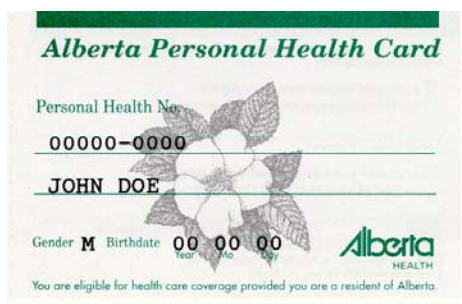 Alberta Personal Health Card
Personal Health No.
00000-0000
JOHN DOE
Gender M Birthdate 00 00 00
Year Mo Day
Alberta
HEALTH
You are eligible for health care coverage provided you are a resident of Alberta.